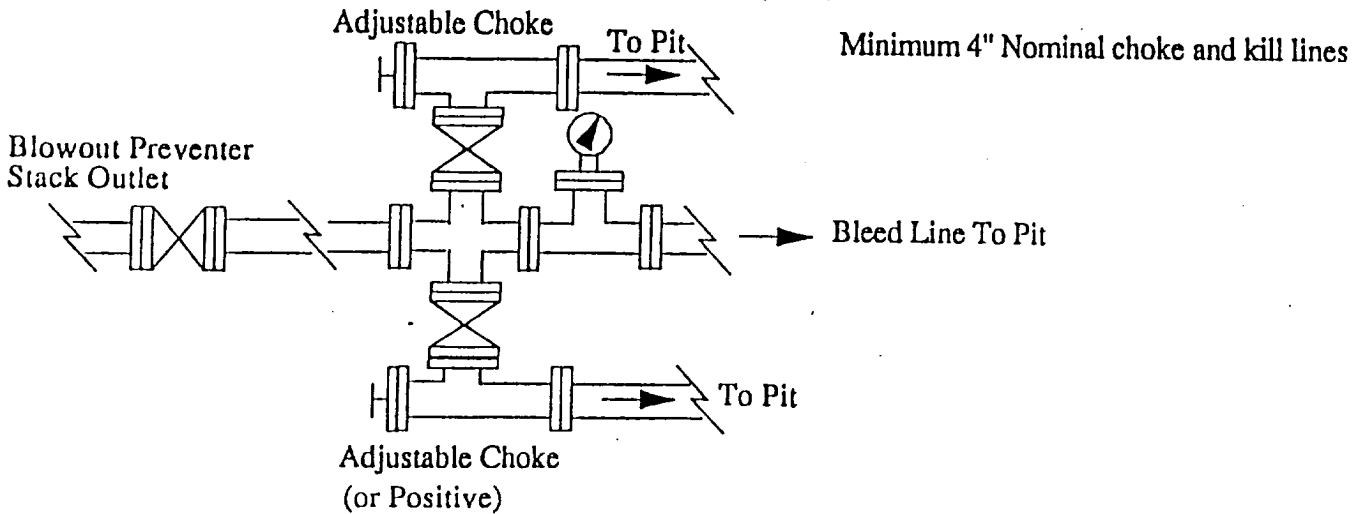 Adjustable Choke
To Pit
Minimum 4" Nominal choke and kill lines
Blowout Preventer
Stack Outlet
Bleed Line To Pit
To Pit
Adjustable Choke
(or Positive)